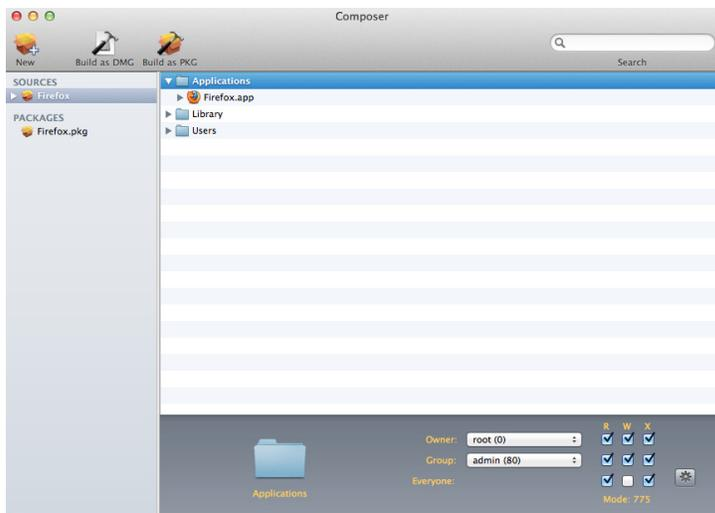 Composer
New
Build as DMG
Build as PKG
Search
SOURCES
Firefox
PACKAGES
Firefox.pkg
Applications
Firefox.app
Library
Users
R W X
Owner: root (0)
Group: admin (80)
Everyone:
Applications
Mode: 775